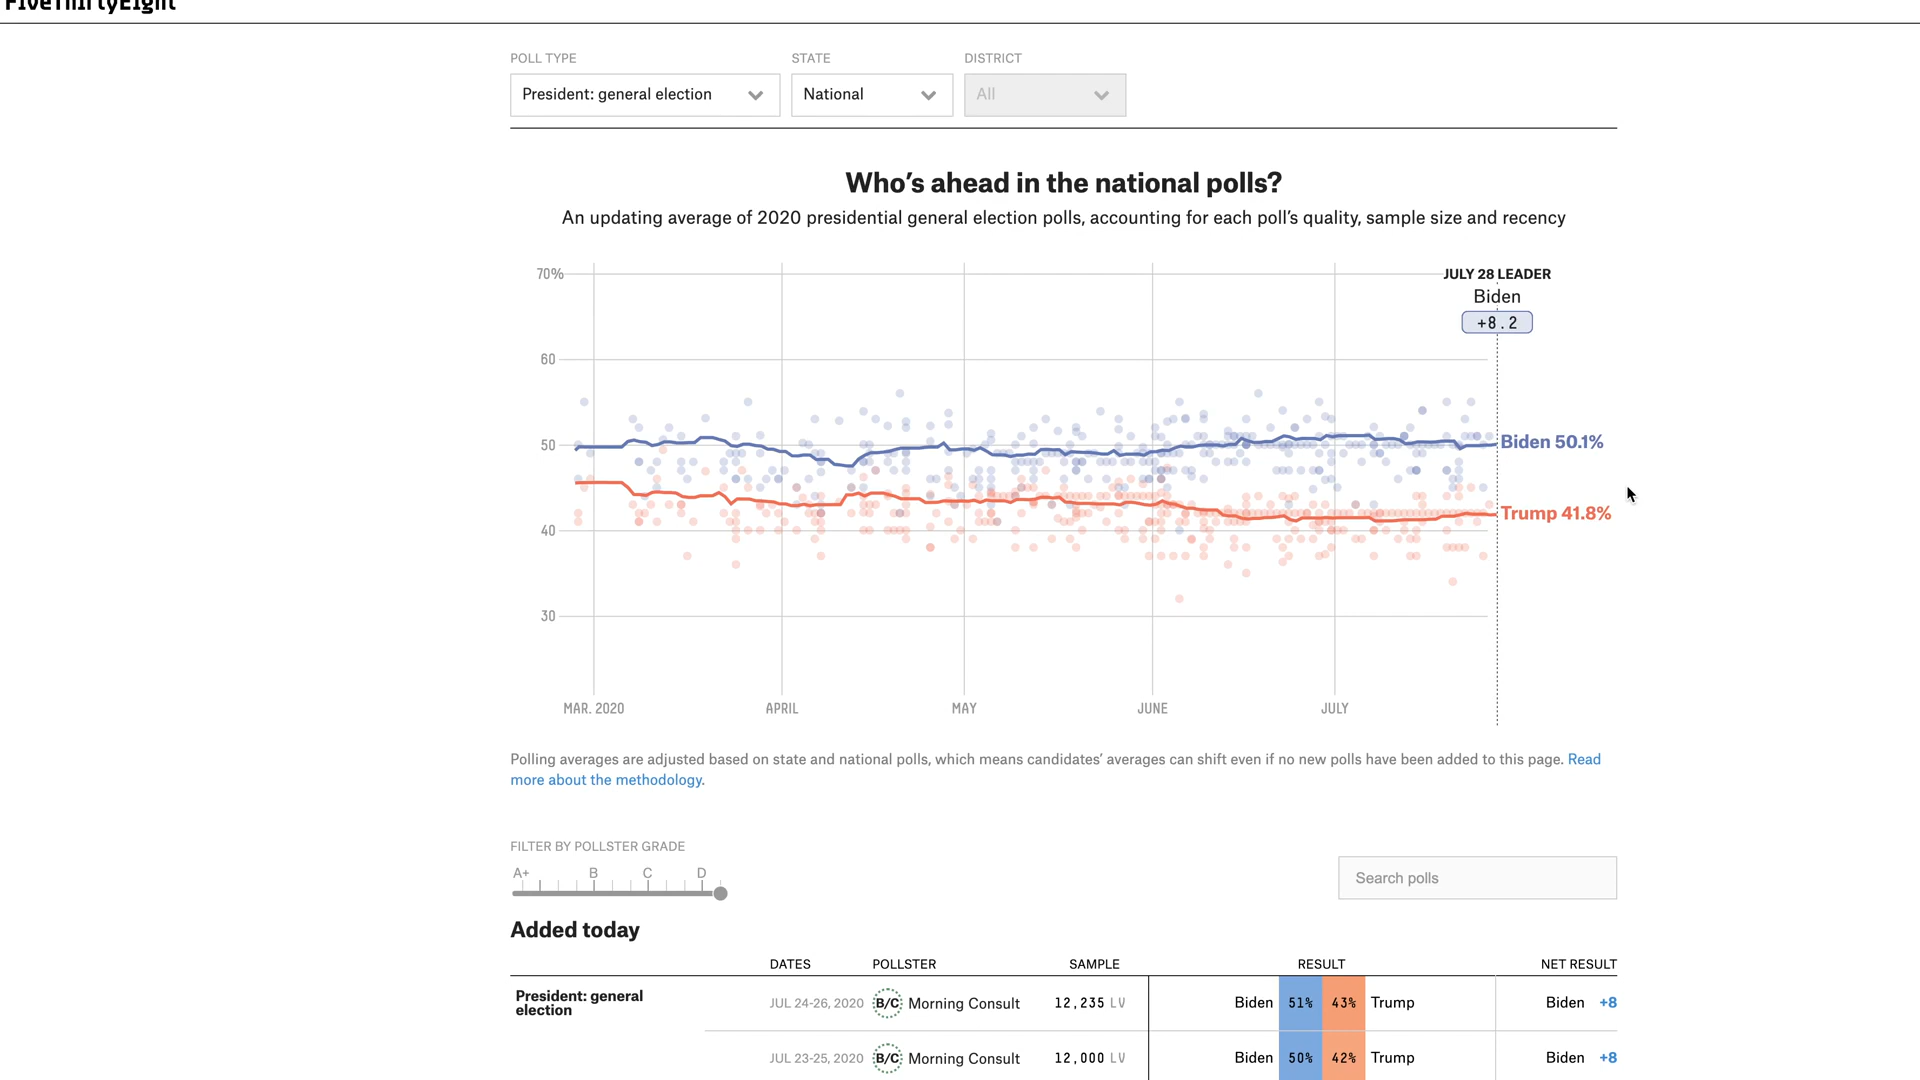 FiveThirtyEight
POLL TYPE STATE DISTRICT
President: general election National All
Who's ahead in the national polls?
An updating average of 2020 presidential general election polls, accounting for each poll's quality, sample size and recency
70% JULY 28 LEADER
Biden
+8.2
60
50 Biden 50.1%
Trump 41.8%
40
30
MAR. 2020 APRIL MAY JUNE JULY
Polling averages are adjusted based on state and national polls, which means candidates' averages can shift even if no new polls have been added to this page. Read
more about the methodology.
FILTER BY POLLSTER GRADE
A+ B C D
Search polls
Added today
DATES POLLSTER SAMPLE RESULT NET RESULT
President: general
election
JUL 24-26, 2020 B/C Morning Consult 12,235 LV Biden 51% 43% Trump Biden +8
JUL 23-25, 2020 B/C Morning Consult 12,000 LV Biden 50% 42% Trump Biden +8